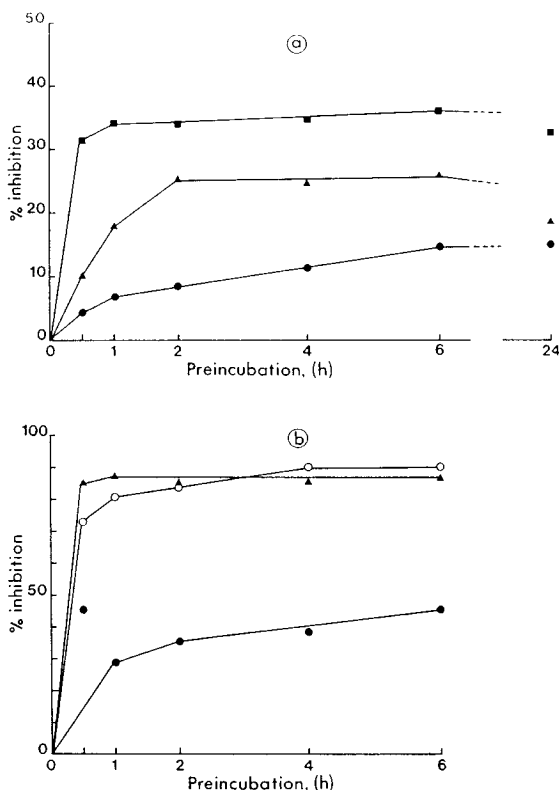 a
50
40
30
20
10
0
% inhibition
0 1 2 4 6 24
Preincubation, (h)
b
100
50
0
% inhibition
0 1 2 4 6
Preincubation, (h)